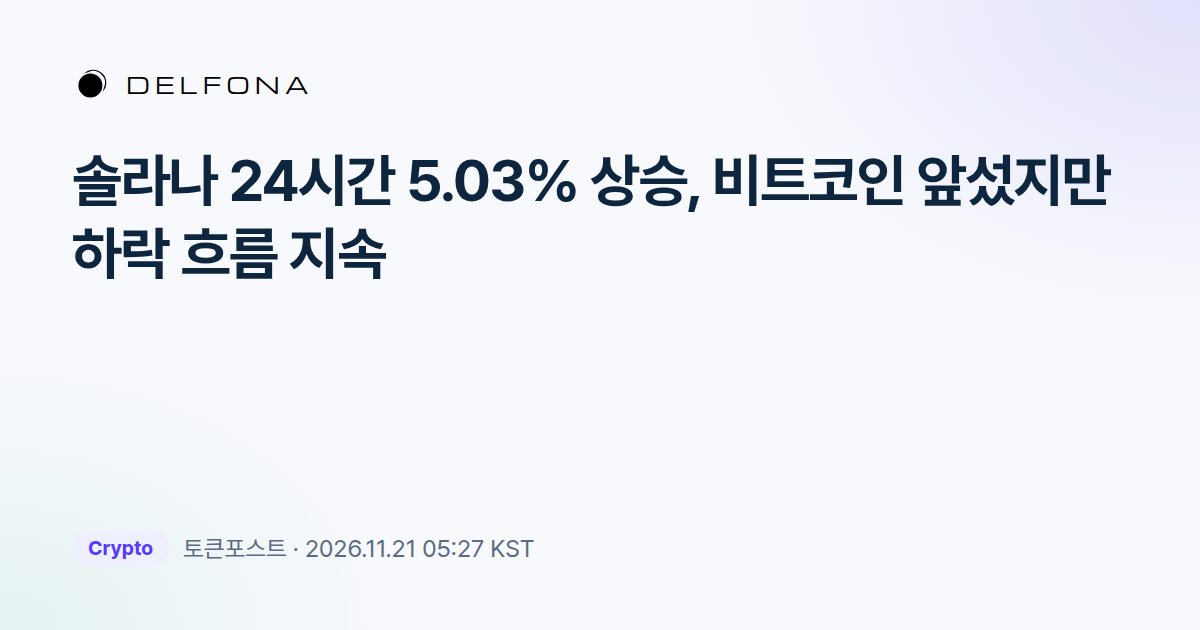 DELFONA
솔라나 24시간 5.03% 상승, 비트코인 앞섰지만
하락 흐름 지속
Crypto 토큰포스트 · 2026.11.21 05:27 KST